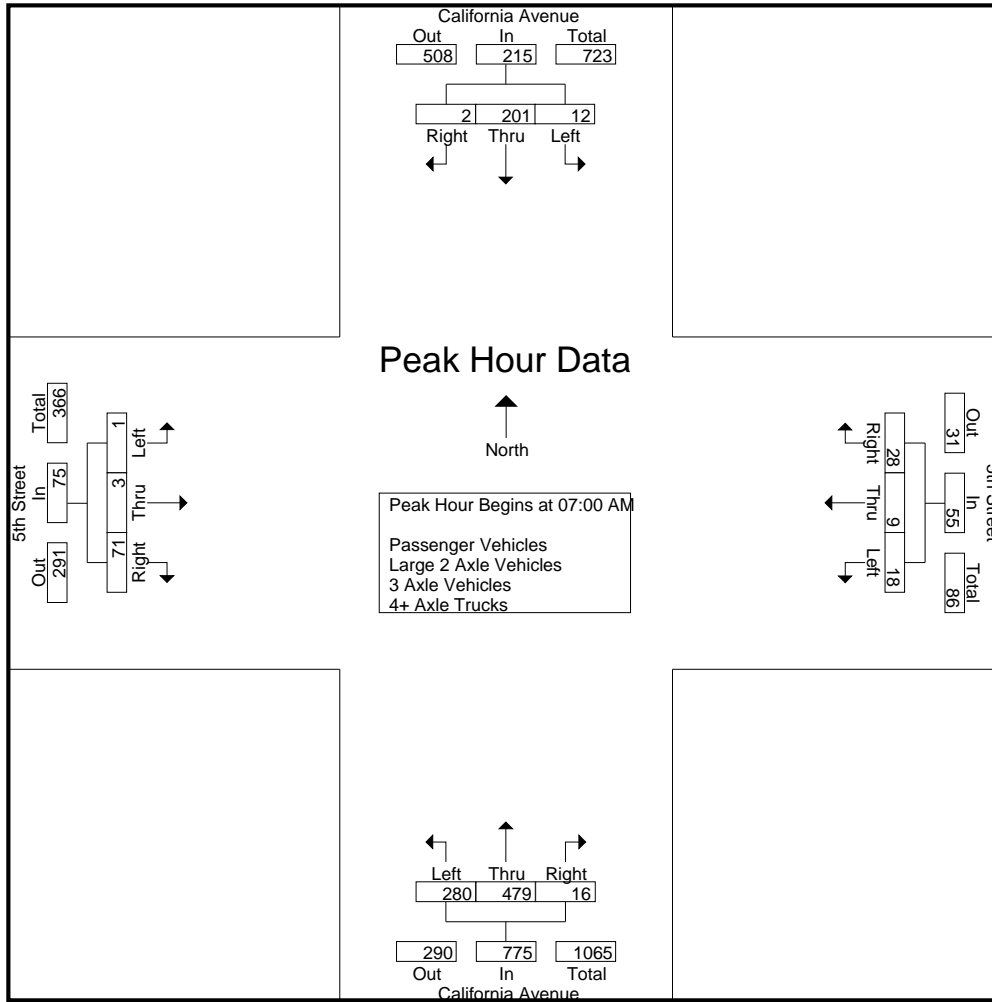 California Avenue
Out In Total
508 215 723
2 201 12
Right Thru Left
Peak Hour Data
North
Peak Hour Begins at 07:00 AM
Passenger Vehicles
Large 2 Axle Vehicles
3 Axle Vehicles
4+ Axle Trucks
5th Street
Out In Total
291 75 366
71 3 1
Right Thru Left
5th Street
Out In Total
31 55 86
28 9 18
Right Thru Left
Left Thru Right
280 479 16
290 775 1065
Out In Total
California Avenue